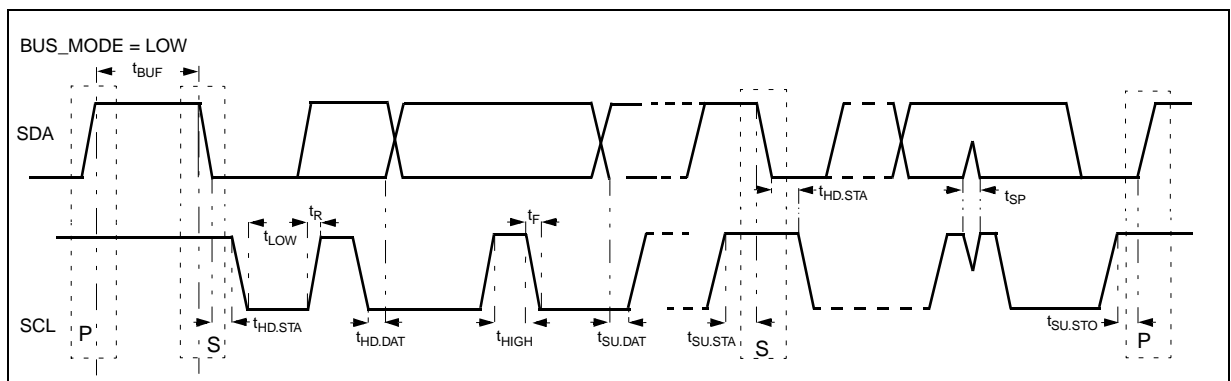 BUS_MODE = LOW
tBUF
SDA
tHD.STA
tSP
tR
tF
tLOW
SCL
P
S
tHD.STA
tHD.DAT
tHIGH
tSU.DAT
tSU.STA
S
tSU.STO
P